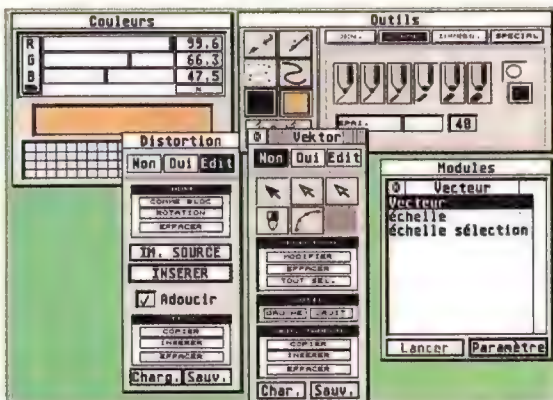 Couleurs
R 99.6
G 66.3
B 47.5
Outils
SPECIAL
EPAI. 48
Distortion
Non Oui Edit
COMME BLOC
ROTATION
EFFACER
IM. SOURCE
INSERER
Adoucir
COPIER
INSERER
EFFACER
Charg. Sauv.
Vektor
Non Oui Edit
MODIFIER
EFFACER
TOUT SEL.
COPIER
INSERER
EFFACER
Char. Sauv.
Modules
Vecteur
Vecteur
échelle
échelle sélection
Lancer Paramètre